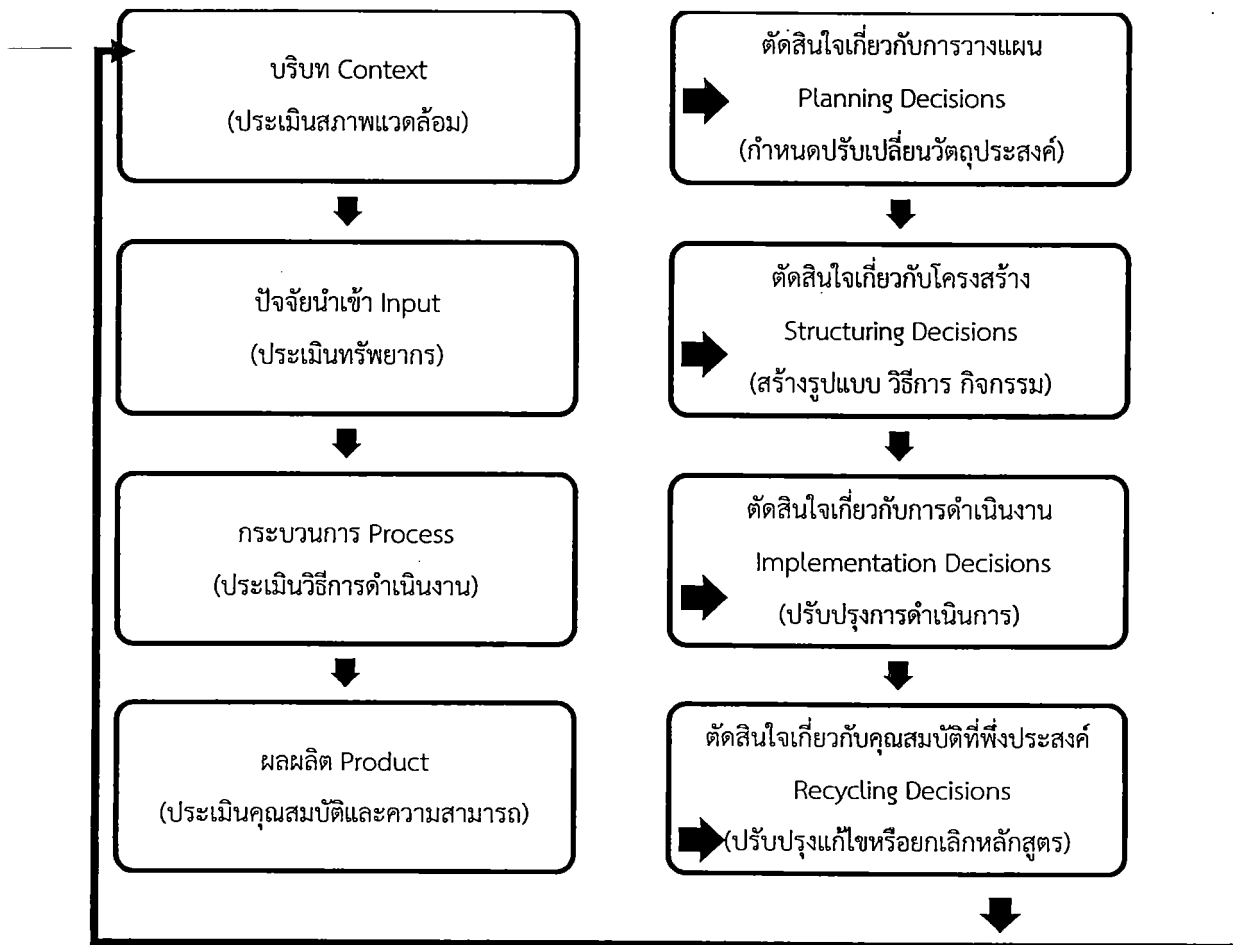 บริบท Context
(ประเมินสภาพแวดล้อม)
ตัดสินใจเกี่ยวกับการวางแผน
Planning Decisions
(กำหนดปรับเปลี่ยนวัตถุประสงค์)
ปัจจัยนำเข้า Input
(ประเมินทรัพยากร)
ตัดสินใจเกี่ยวกับโครงสร้าง
Structuring Decisions
(สร้างรูปแบบ วิธีการ กิจกรรม)
กระบวนการ Process
(ประเมินวิธีการดำเนินงาน)
ตัดสินใจเกี่ยวกับการดำเนินงาน
Implementation Decisions
(ปรับปรุงการดำเนินการ)
ผลผลิต Product
(ประเมินคุณสมบัติและความสามารถ)
ตัดสินใจเกี่ยวกับคุณสมบัติที่พึ่งประสงค์
Recycling Decisions
(ปรับปรุงแก้ไขหรือยกเลิกหลักสูตร)